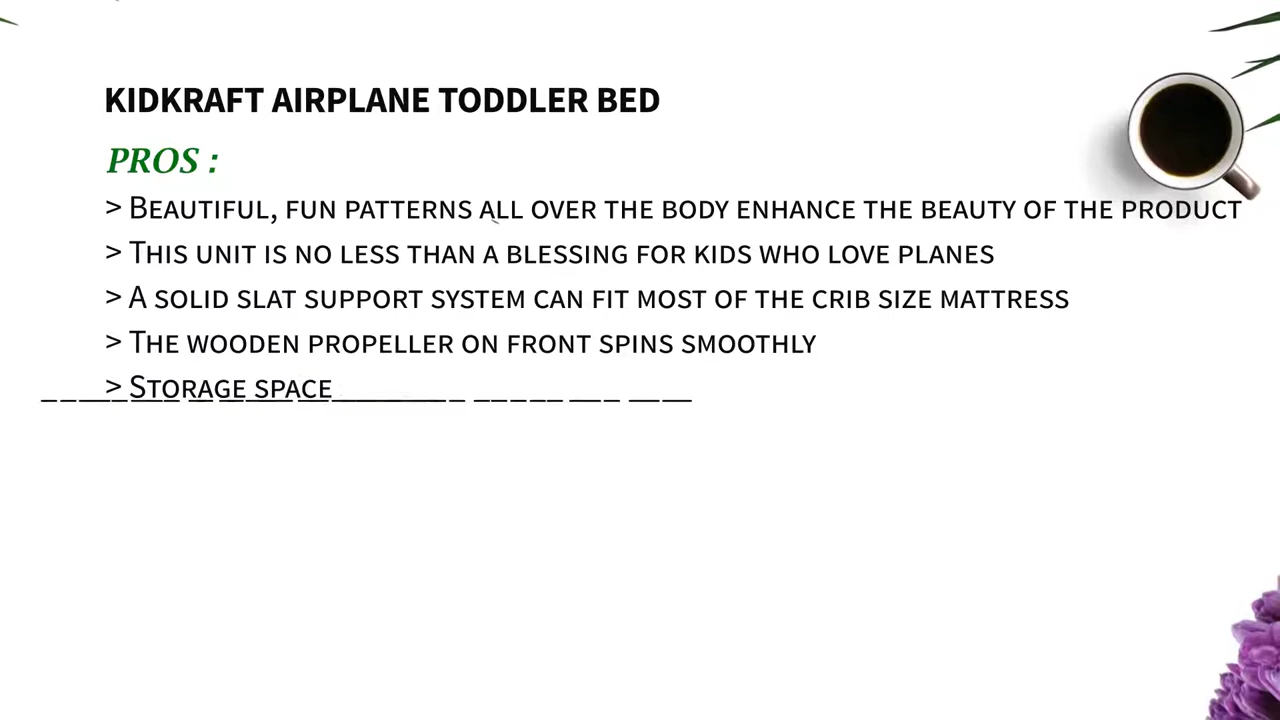 KIDKRAFT AIRPLANE TODDLER BED
PROS :
> Beautiful, fun patterns all over the body enhance the beauty of the product
> This unit is no less than a blessing for kids who love planes
> A solid slat support system can fit most of the crib size mattress
> The wooden propeller on front spins smoothly
> Storage space